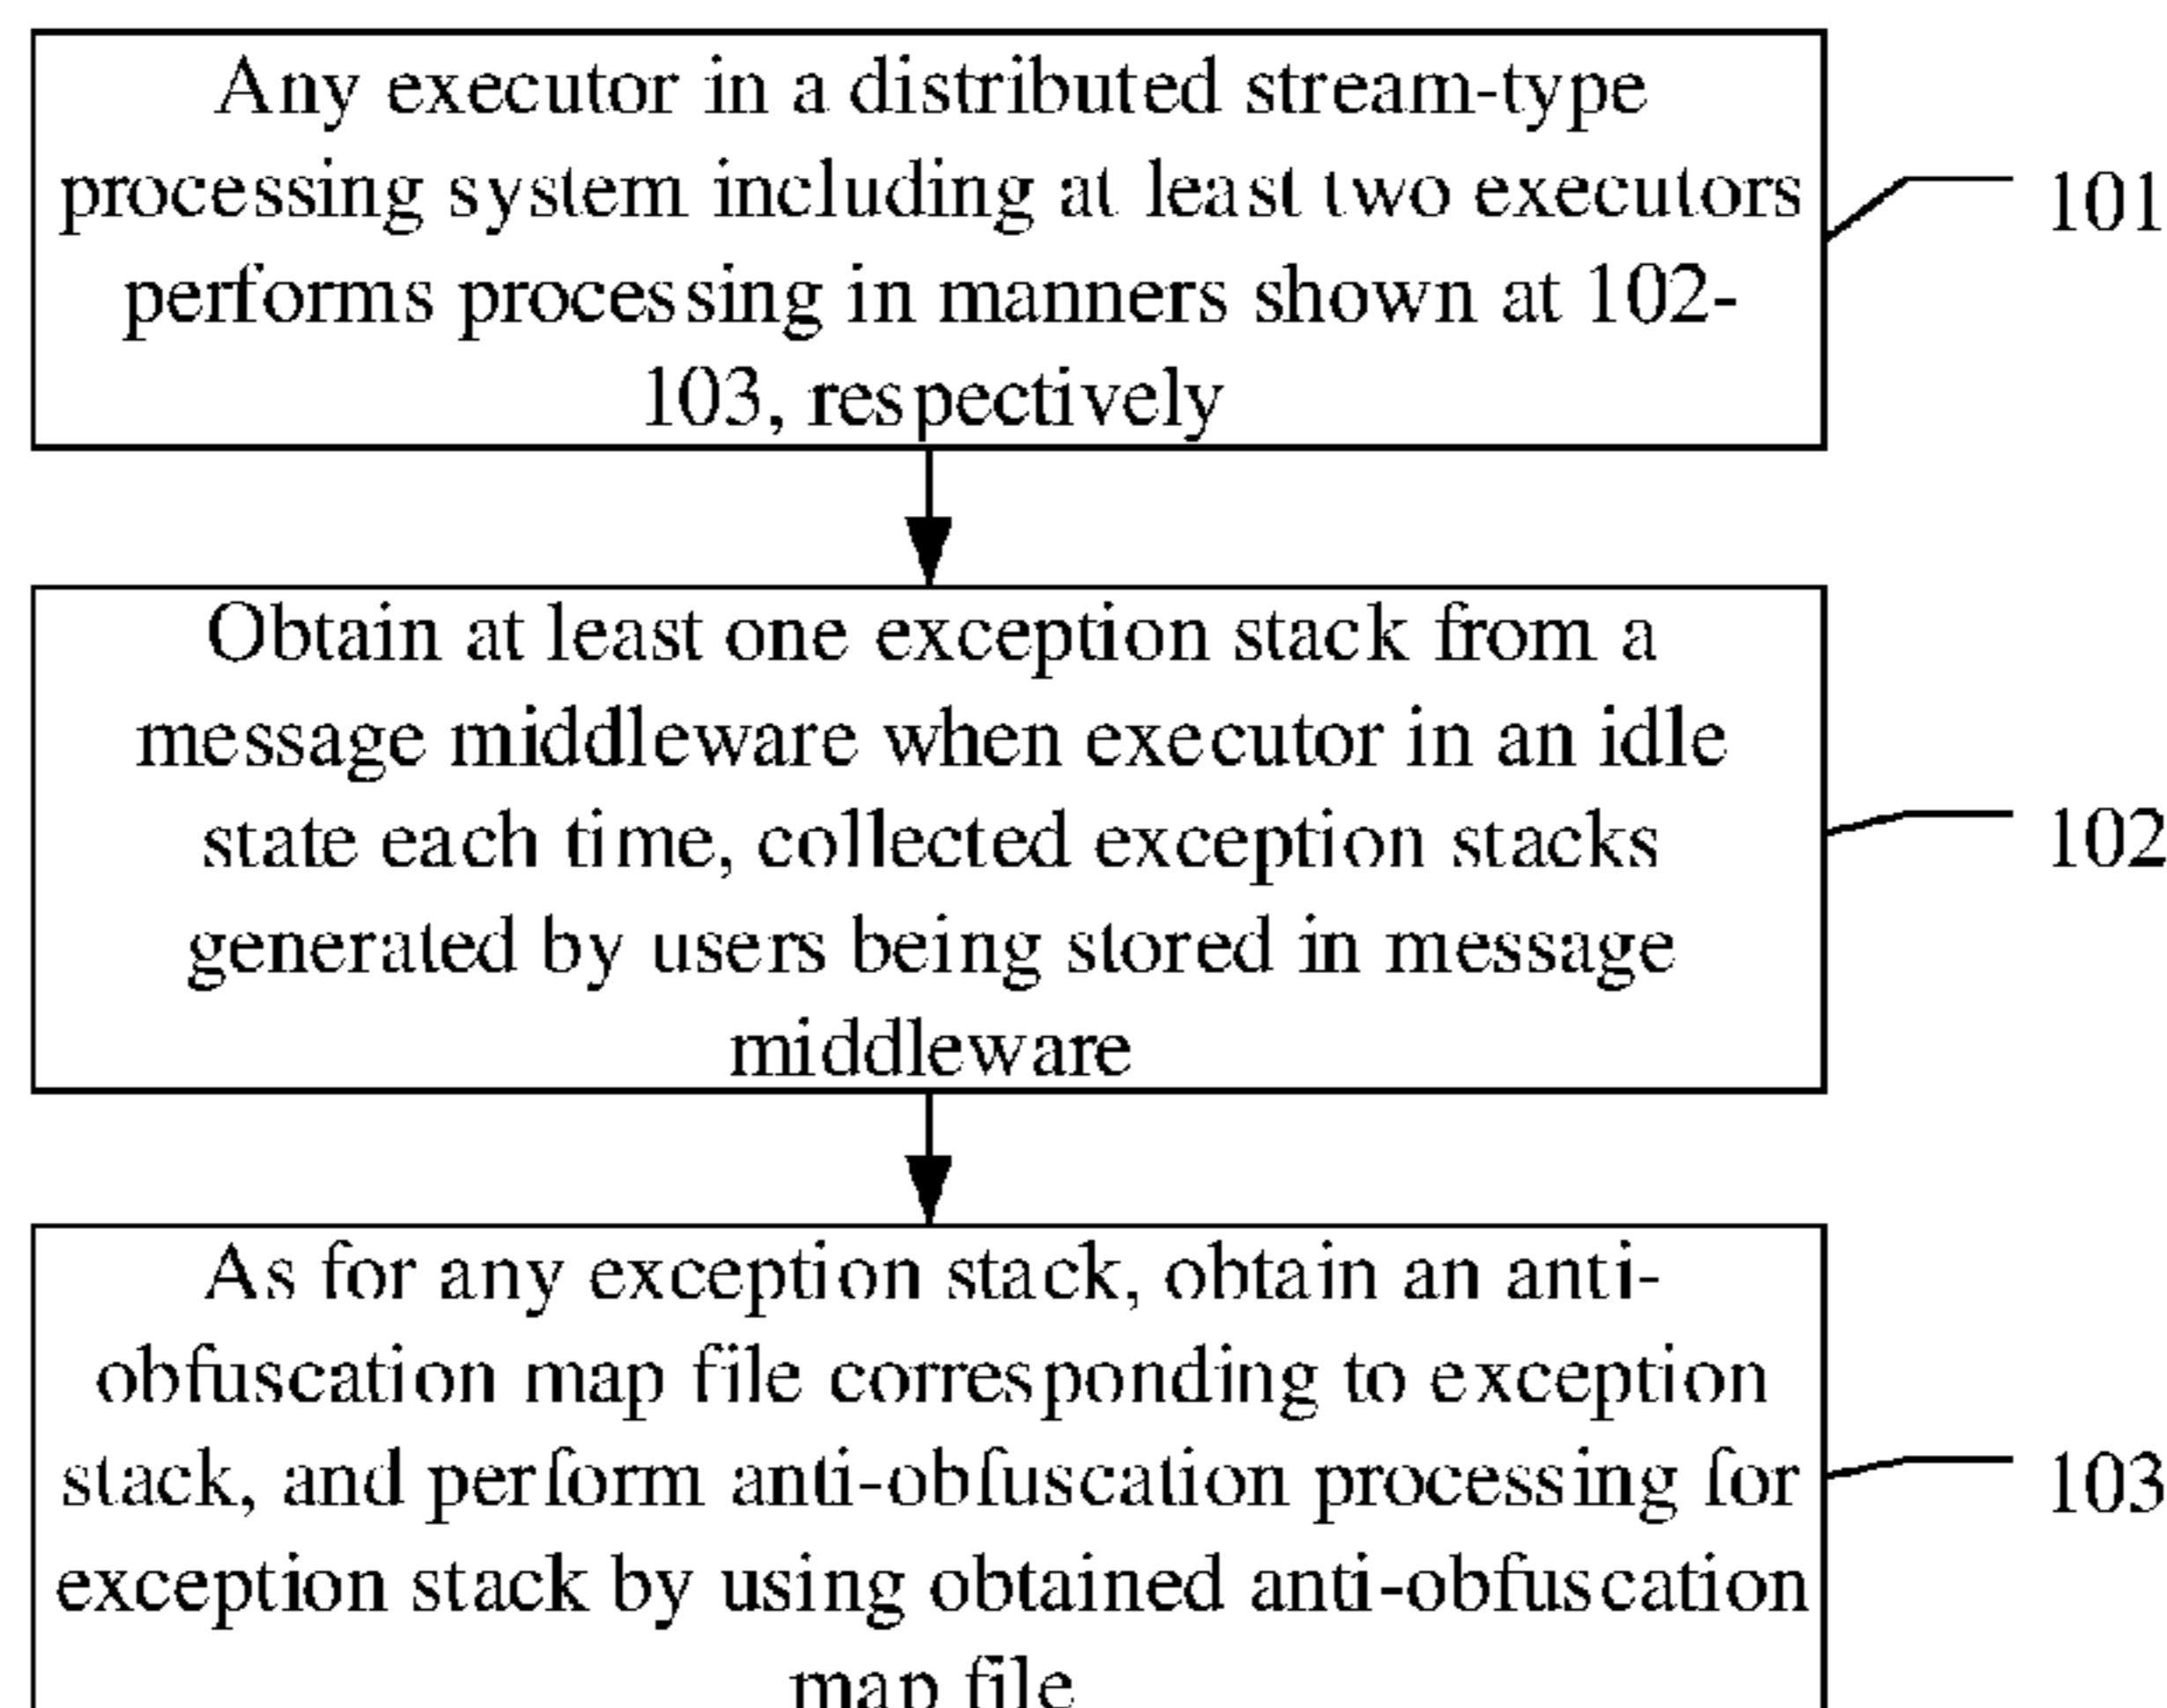 Any executor in a distributed stream-type
processing system including at least two executors
performs processing in manners shown at 102-
103, respectively
101
Obtain at least one exception stack from a
message middleware when executor in an idle
state each time, collected exception stacks
generated by users being stored in message
middleware
102
As for any exception stack, obtain an anti-
obfuscation map file corresponding to exception
stack, and perform anti-obfuscation processing for
exception stack by using obtained anti-obfuscation
map file
103